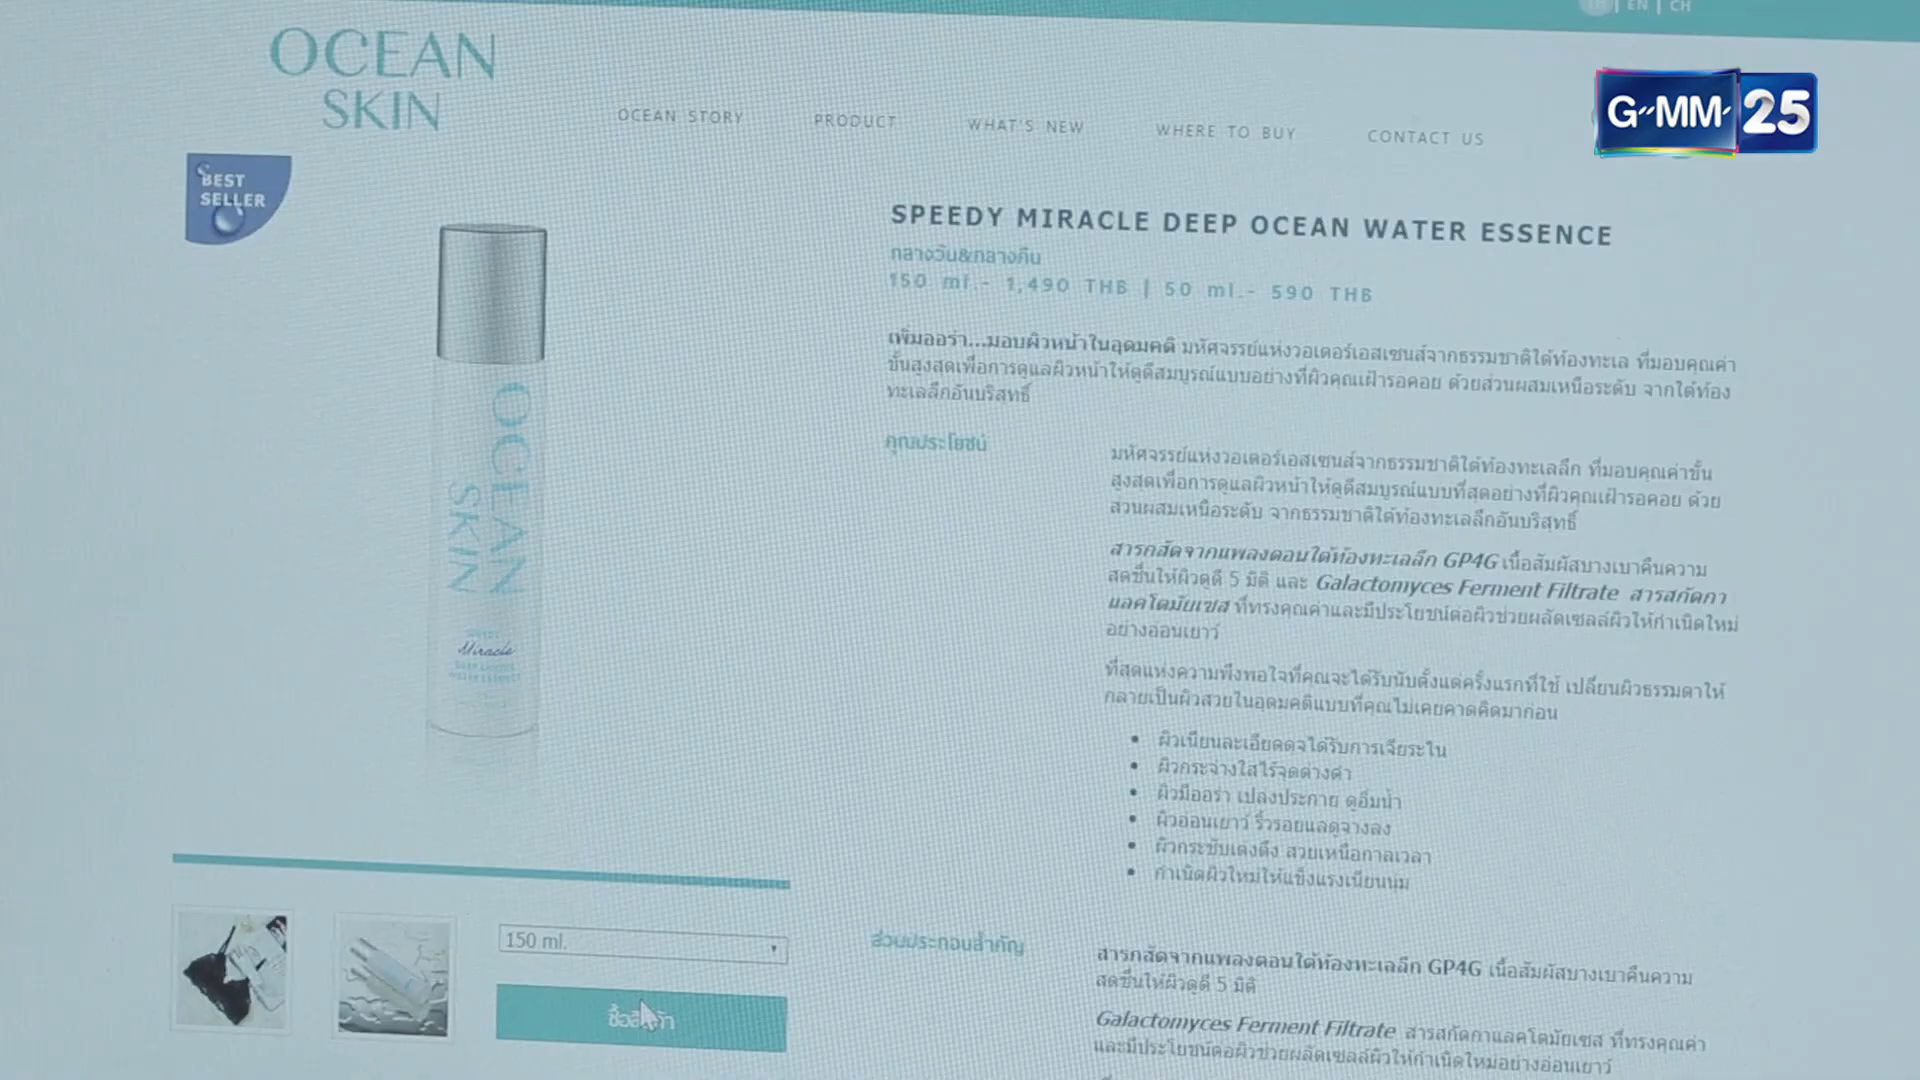 EN | CH
OCEAN
SKIN
OCEAN STORY
PRODUCT
WHAT'S NEW
WHERE TO BUY
CONTACT US
GMM 25
BEST
SELLER
SPEEDY MIRACLE DEEP OCEAN WATER ESSENCE
กลางวัน&กลางคืน
150 ml.- 1,490 THB | 50 ml.- 590 THB
เพิ่มออร่า...มอบผิวหน้าในอุดมคติ มหัศจรรย์แห่งวอเตอร์เอสเซนส์จากธรรมชาติใต้ท้องทะเล ที่มอบคุณค่า
ขั้นสูงสุดเพื่อการดูแลผิวหน้าให้ดูดีสมบูรณ์แบบอย่างที่ผิวคุณเฝ้ารอคอย ด้วยส่วนผสมเหนือระดับ จากใต้ท้อง
ทะเลลึกอันบริสุทธิ์
คุณประโยชน์
มหัศจรรย์แห่งวอเตอร์เอสเซนส์จากธรรมชาติใต้ท้องทะเลลึก ที่มอบคุณค่าขั้น
สูงสุดเพื่อการดูแลผิวหน้าให้ดูดีสมบูรณ์แบบที่สุดอย่างที่ผิวคุณเฝ้ารอคอย ด้วย
ส่วนผสมเหนือระดับ จากธรรมชาติใต้ท้องทะเลลึกอันบริสุทธิ์
สารสกัดจากแพลงตอนใต้ท้องทะเลลึก GP4G เนื้อสัมผัสบางเบาคืนความ
สดชื่นให้ผิวดูดี 5 มิติ และ Galactomyces Ferment Filtrate สารสกัดกา
แลคโตมัยเซส ที่ทรงคุณค่าและมีประโยชน์ต่อผิวช่วยผลัดเซลล์ผิวให้กำเนิดใหม่
อย่างอ่อนเยาว์
ที่สุดแห่งความพึงพอใจที่คุณจะได้รับนับตั้งแต่ครั้งแรกที่ใช้ เปลี่ยนผิวธรรมดาให้
กลายเป็นผิวสวยในอุดมคติแบบที่คุณไม่เคยคาดคิดมาก่อน
• ผิวเนียนละเอียดดุจได้รับการเจียระไน
• ผิวกระจ่างใสไร้จุดด่างดำ
• ผิวมีออร่า เปล่งประกาย ดูอิ่มน้ำ
• ผิวอ่อนเยาว์ ริ้วรอยแลดูจางลง
• ผิวกระชับเต่งตึง สวยเหนือกาลเวลา
• กำเนิดผิวใหม่ให้แข็งแรงเนียนนุ่ม
OCEAN
SKIN
Miracle
DEEP OCEAN
WATER ESSENCE
150 ml.
ซื้อสินค้า
ส่วนประกอบสำคัญ
สารสกัดจากแพลงตอนใต้ท้องทะเลลึก GP4G เนื้อสัมผัสบางเบาคืนความ
สดชื่นให้ผิวดูดี 5 มิติ
Galactomyces Ferment Filtrate สารสกัดกาแลคโตมัยเซส ที่ทรงคุณค่า
และมีประโยชน์ต่อผิวช่วยผลัดเซลล์ผิวให้กำเนิดใหม่อย่างอ่อนเยาว์